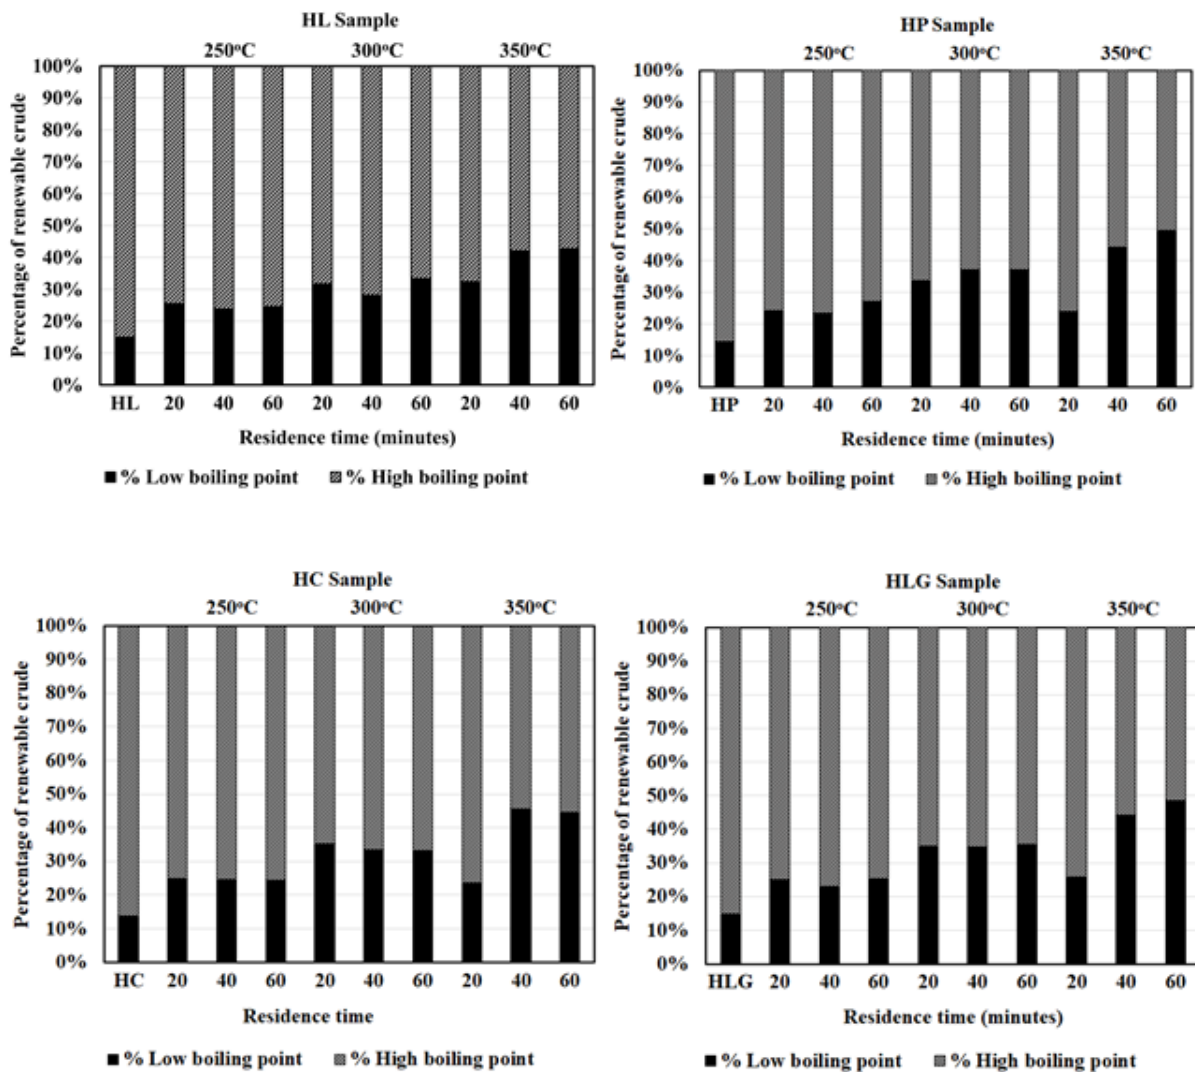 HL Sample
250°C 300°C 350°C
100%
90%
80%
70%
60%
50%
40%
30%
20%
10%
0%
Percentage of renewable crude
HL 20 40 60 20 40 60 20 40 60
Residence time (minutes)
% Low boiling point % High boiling point
HP Sample
250°C 300°C 350°C
100%
90%
80%
70%
60%
50%
40%
30%
20%
10%
0%
Percentage of renewable crude
HP 20 40 60 20 40 60 20 40 60
Residence time (minutes)
% Low boiling point % High boiling point
HC Sample
250°C 300°C 350°C
100%
90%
80%
70%
60%
50%
40%
30%
20%
10%
0%
Percentage of renewable crude
HC 20 40 60 20 40 60 20 40 60
Residence time
% Low boiling point % High boiling point
HLG Sample
250°C 300°C 350°C
100%
90%
80%
70%
60%
50%
40%
30%
20%
10%
0%
Percentage of renewable crude
HLG 20 40 60 20 40 60 20 40 60
Residence time (minutes)
% Low boiling point % High boiling point